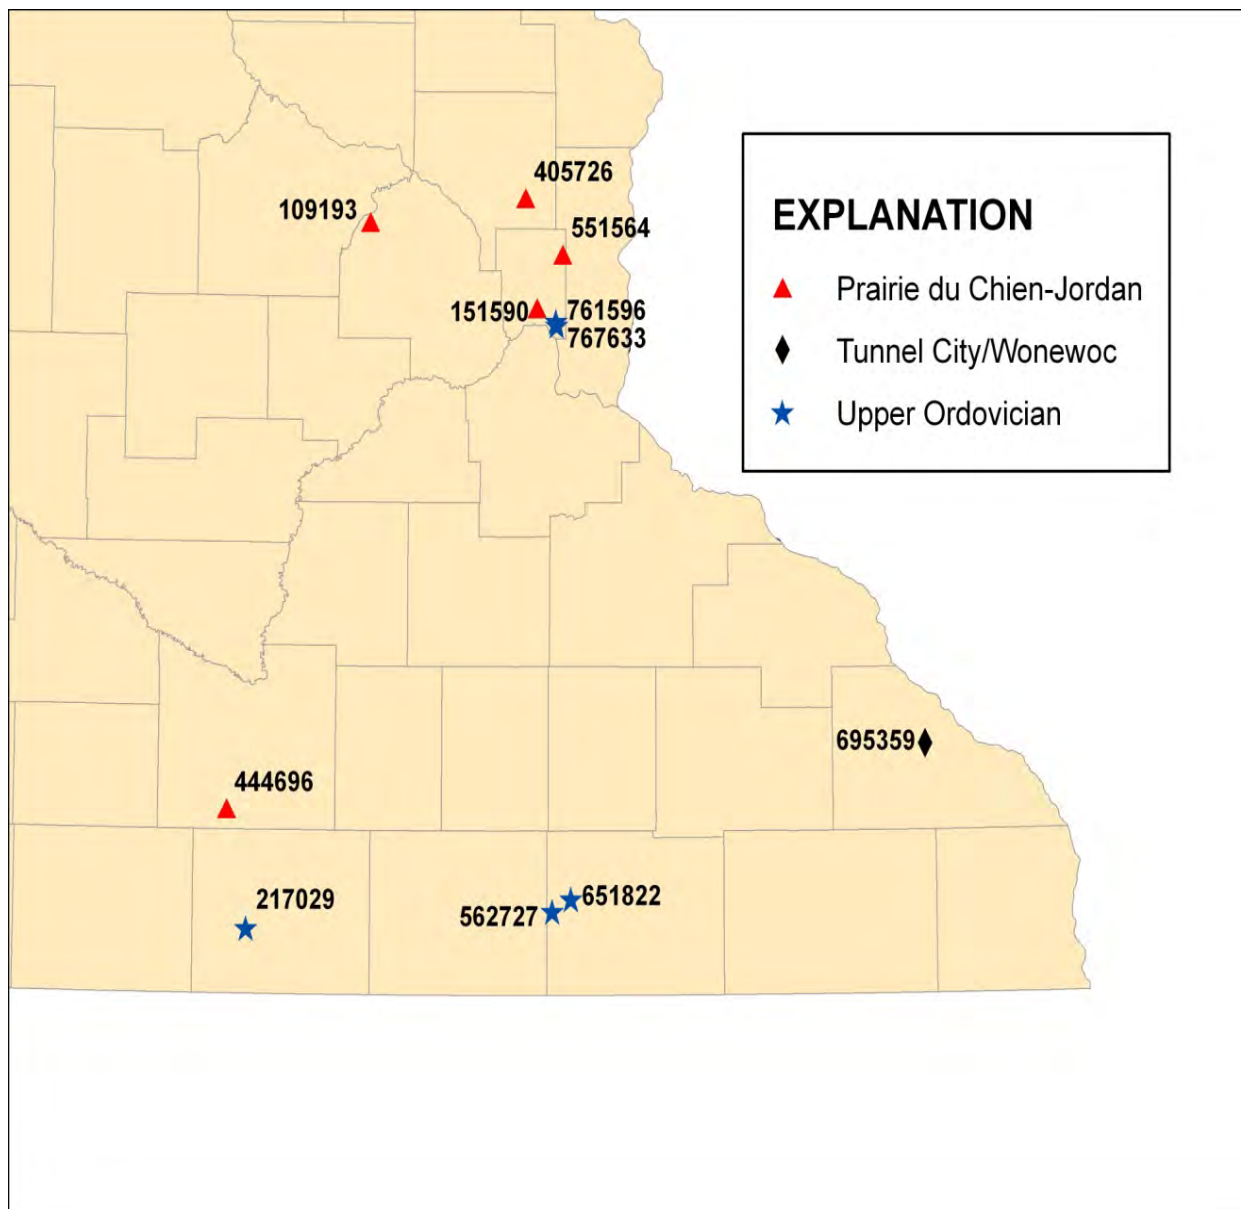 405726
109193
551564
151590
761596
767633
EXPLANATION
Prairie du Chien-Jordan
Tunnel City/Wonewoc
Upper Ordovician
695359
444696
217029
651822
562727